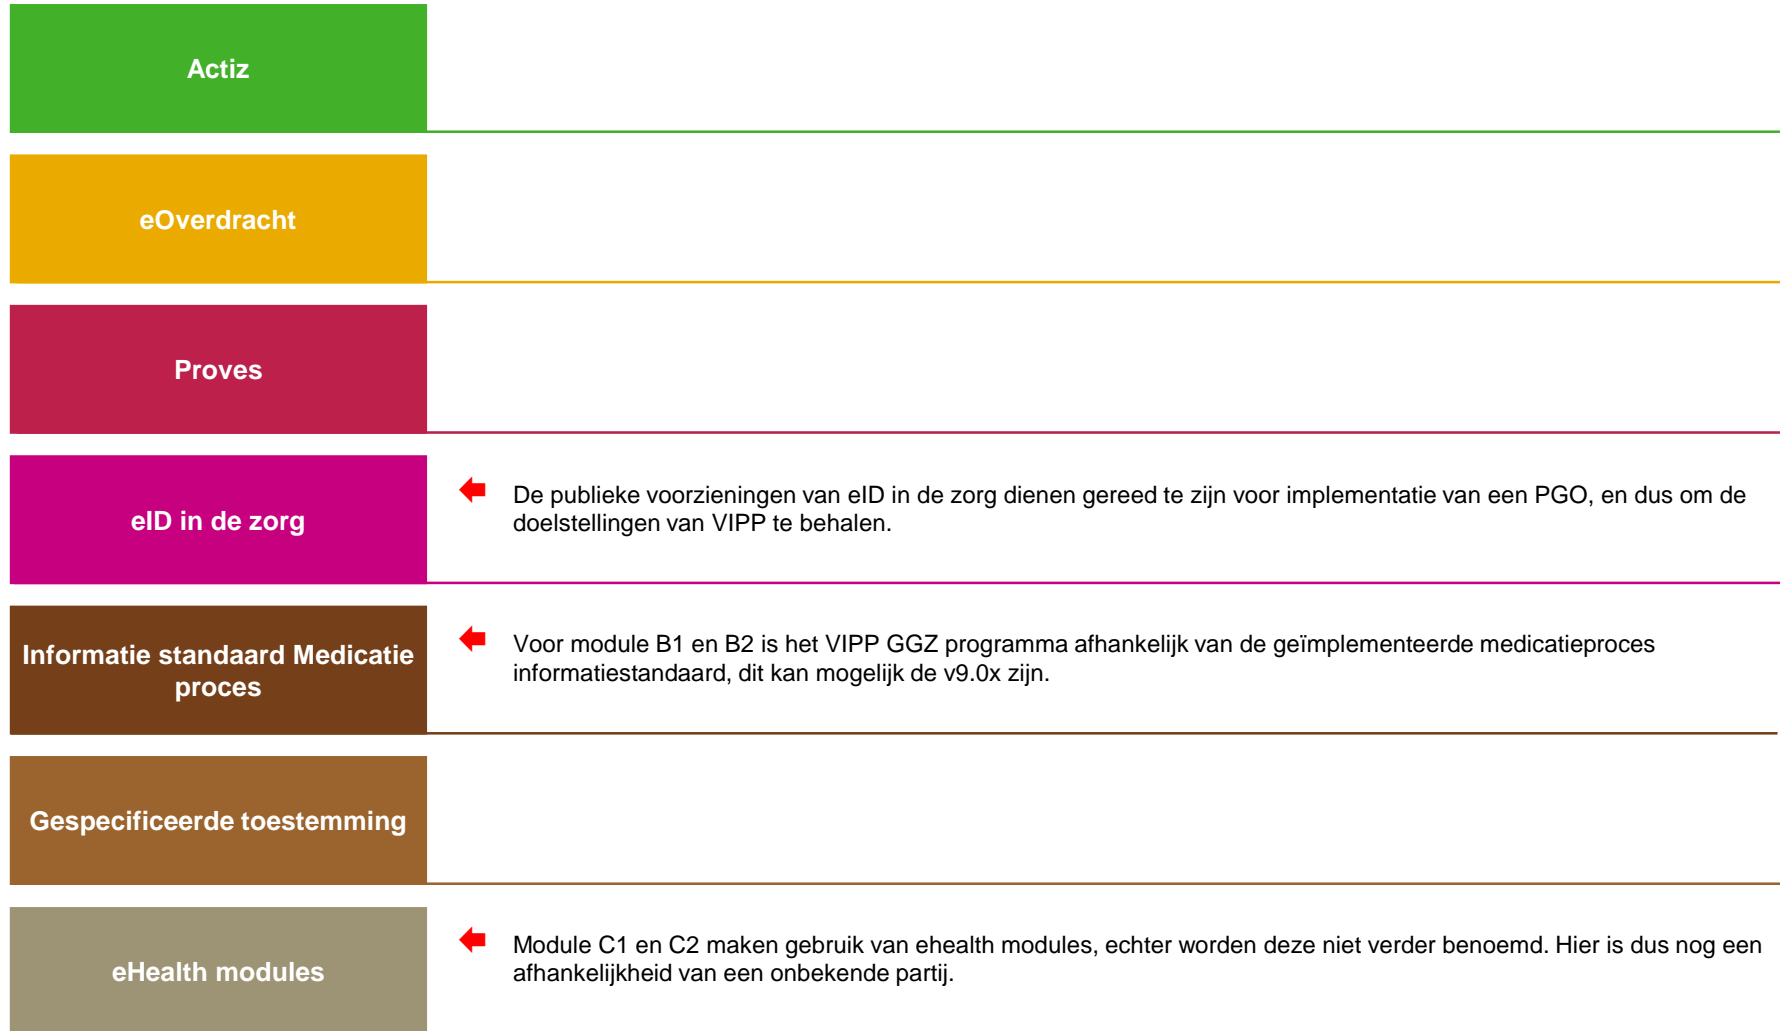 Actiz
eOverdracht
Proves
eID in de zorg
De publieke voorzieningen van eID in de zorg dienen gereed te zijn voor implementatie van een PGO, en dus om de
doelstellingen van VIPP te behalen.
Informatie standaard Medicatie
proces
Voor module B1 en B2 is het VIPP GGZ programma afhankelijk van de geïmplementeerde medicatieproces
informatiestandaard, dit kan mogelijk de v9.0x zijn.
Gespecificeerde toestemming
eHealth modules
Module C1 en C2 maken gebruik van ehealth modules, echter worden deze niet verder benoemd. Hier is dus nog een
afhankelijkheid van een onbekende partij.